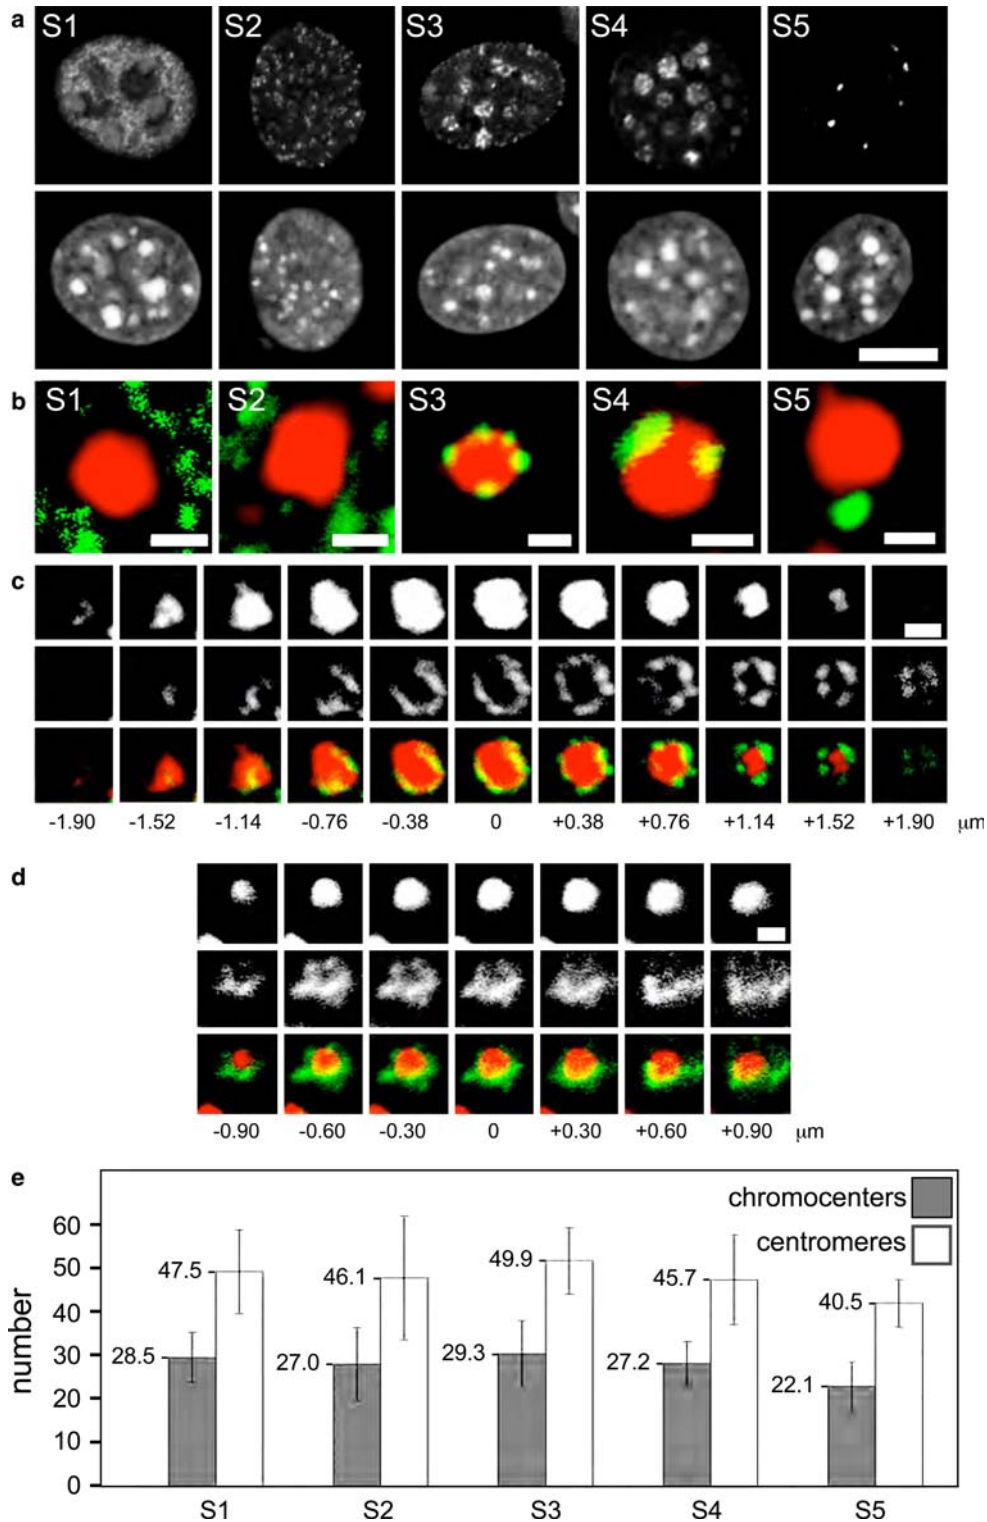 a
S1 S2 S3 S4 S5
b
S1 S2 S3 S4 S5
c
-1.90 -1.52 -1.14 -0.76 -0.38 0 +0.38 +0.76 +1.14 +1.52 +1.90 μm
d
-0.90 -0.60 -0.30 0 +0.30 +0.60 +0.90 μm
e
chromocenters
centromeres
number
60
50
40
30
20
10
0
28.5 47.5 27.0 46.1 29.3 49.9 27.2 45.7 22.1 40.5
S1 S2 S3 S4 S5